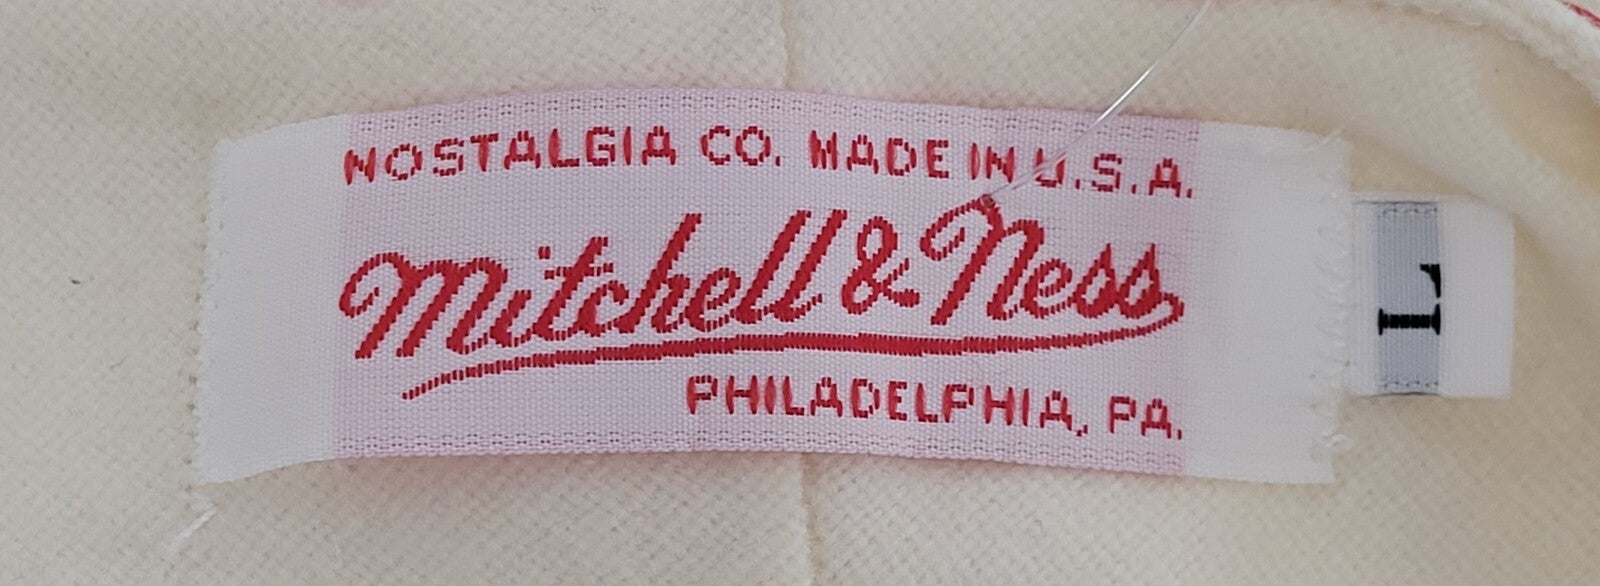 NOSTALGIA CO. MADE IN U.S.A.
Mitchell & Ness
PHILADELPHIA, PA.
L